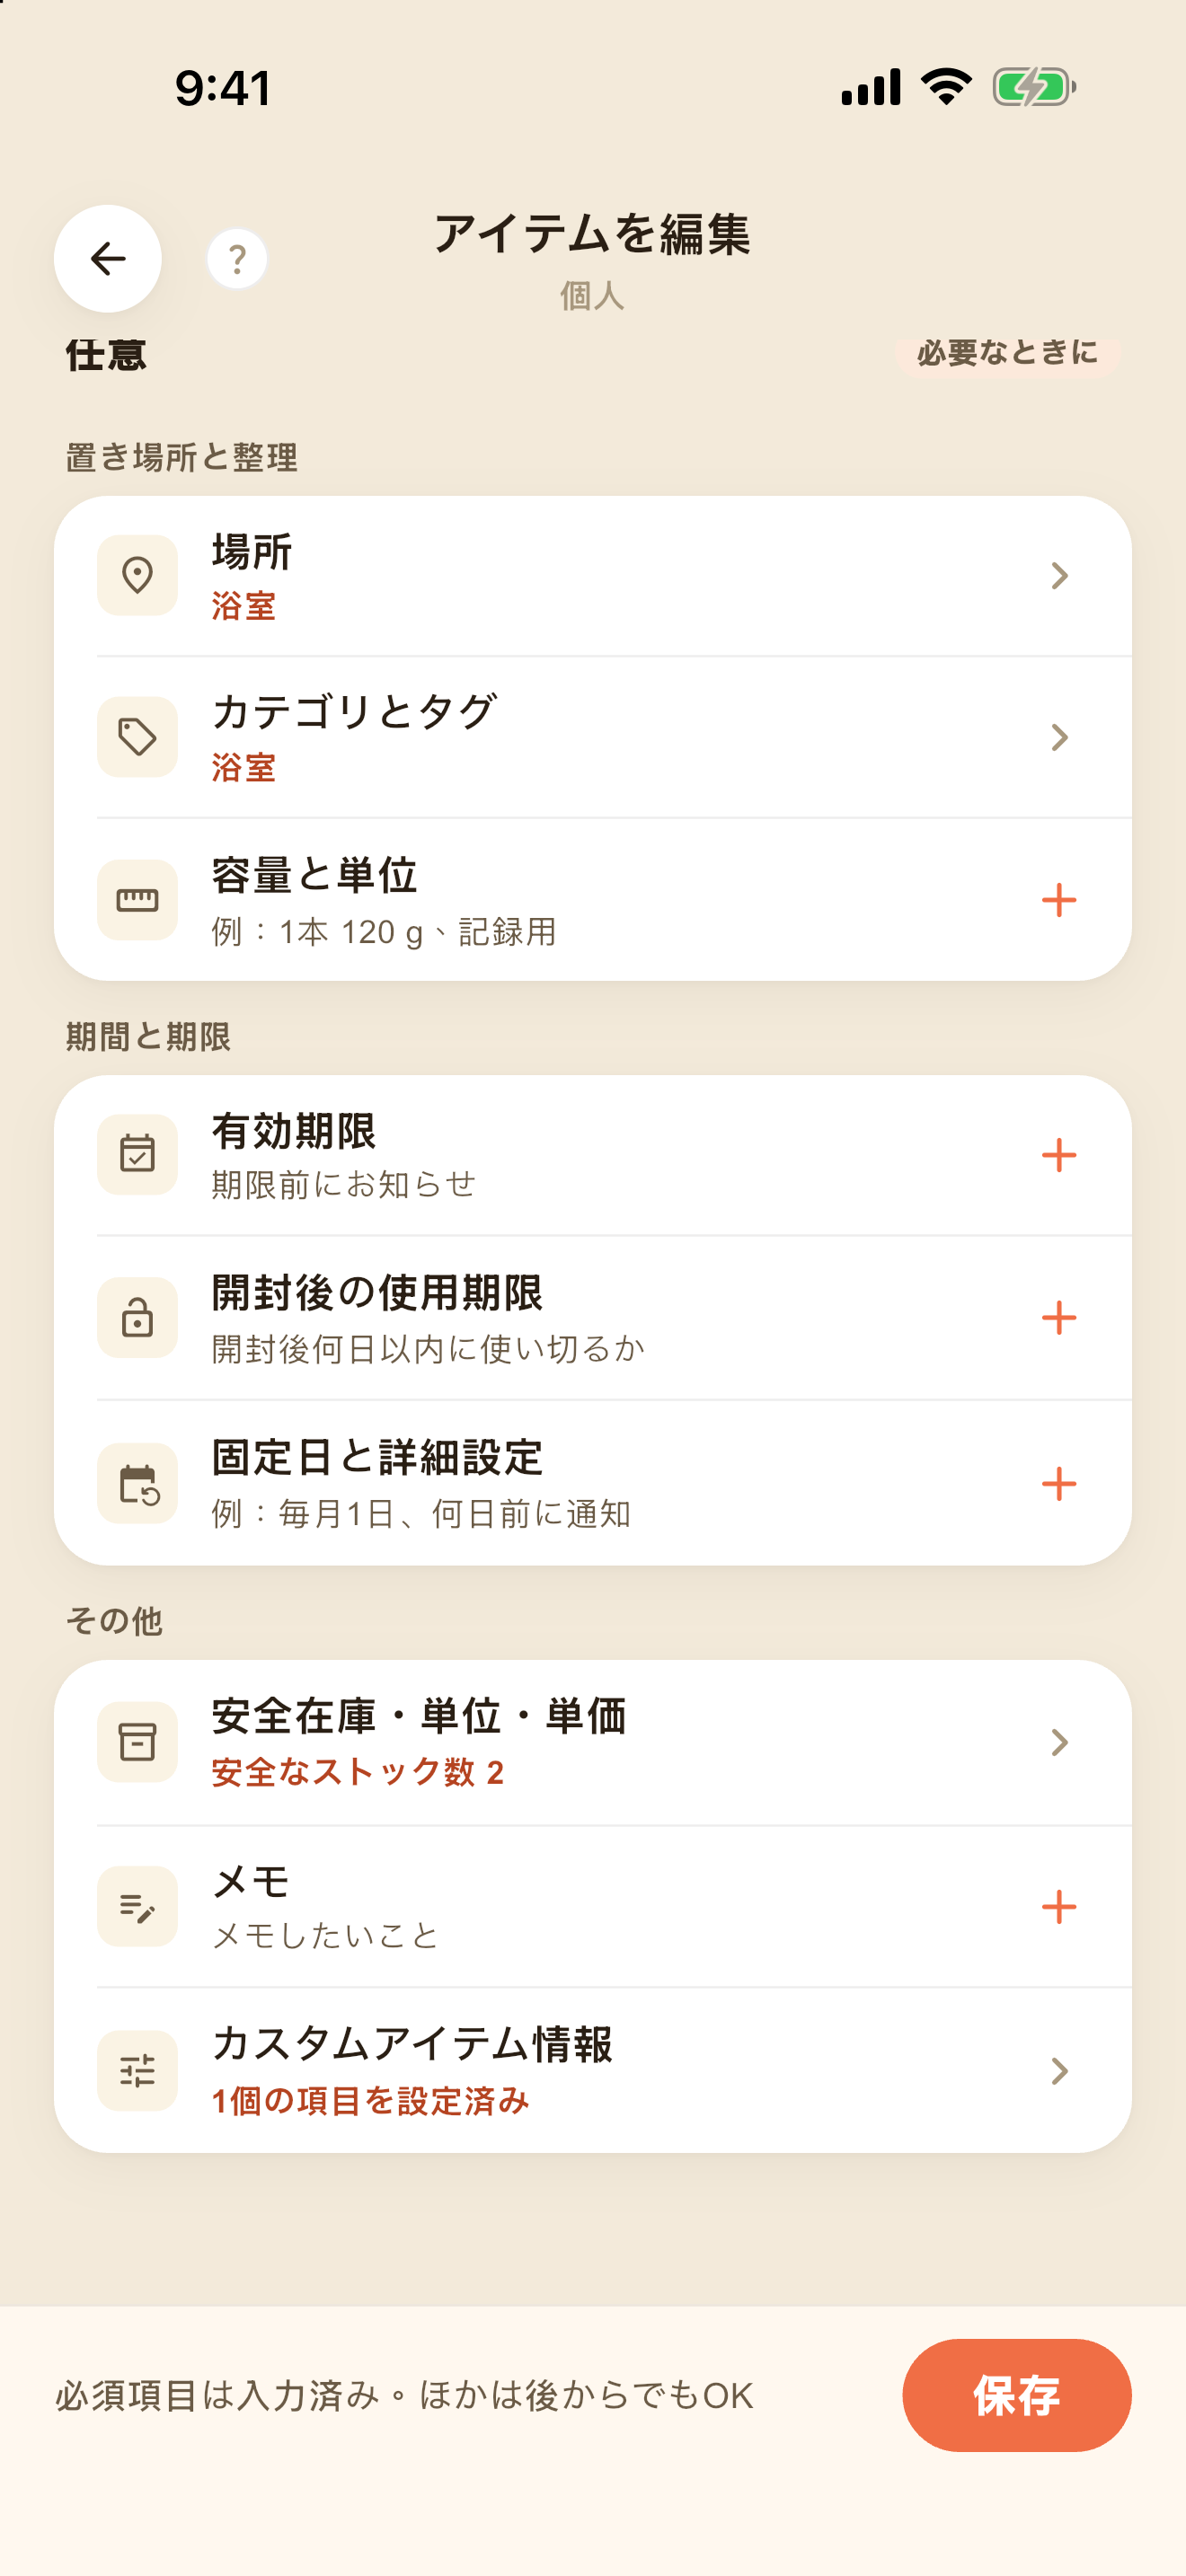 9:41
?
アイテムを編集
個人
任意
必要なときに
置き場所と整理
場所
浴室
カテゴリとタグ
浴室
容量と単位
例：1本 120 g、記録用
期間と期限
有効期限
期限前にお知らせ
開封後の使用期限
開封後何日以内に使い切るか
固定日と詳細設定
例：毎月1日、何日前に通知
その他
安全在庫・単位・単価
安全なストック数 2
メモ
メモしたいこと
カスタムアイテム情報
1個の項目を設定済み
必須項目は入力済み。ほかは後からでもOK
保存